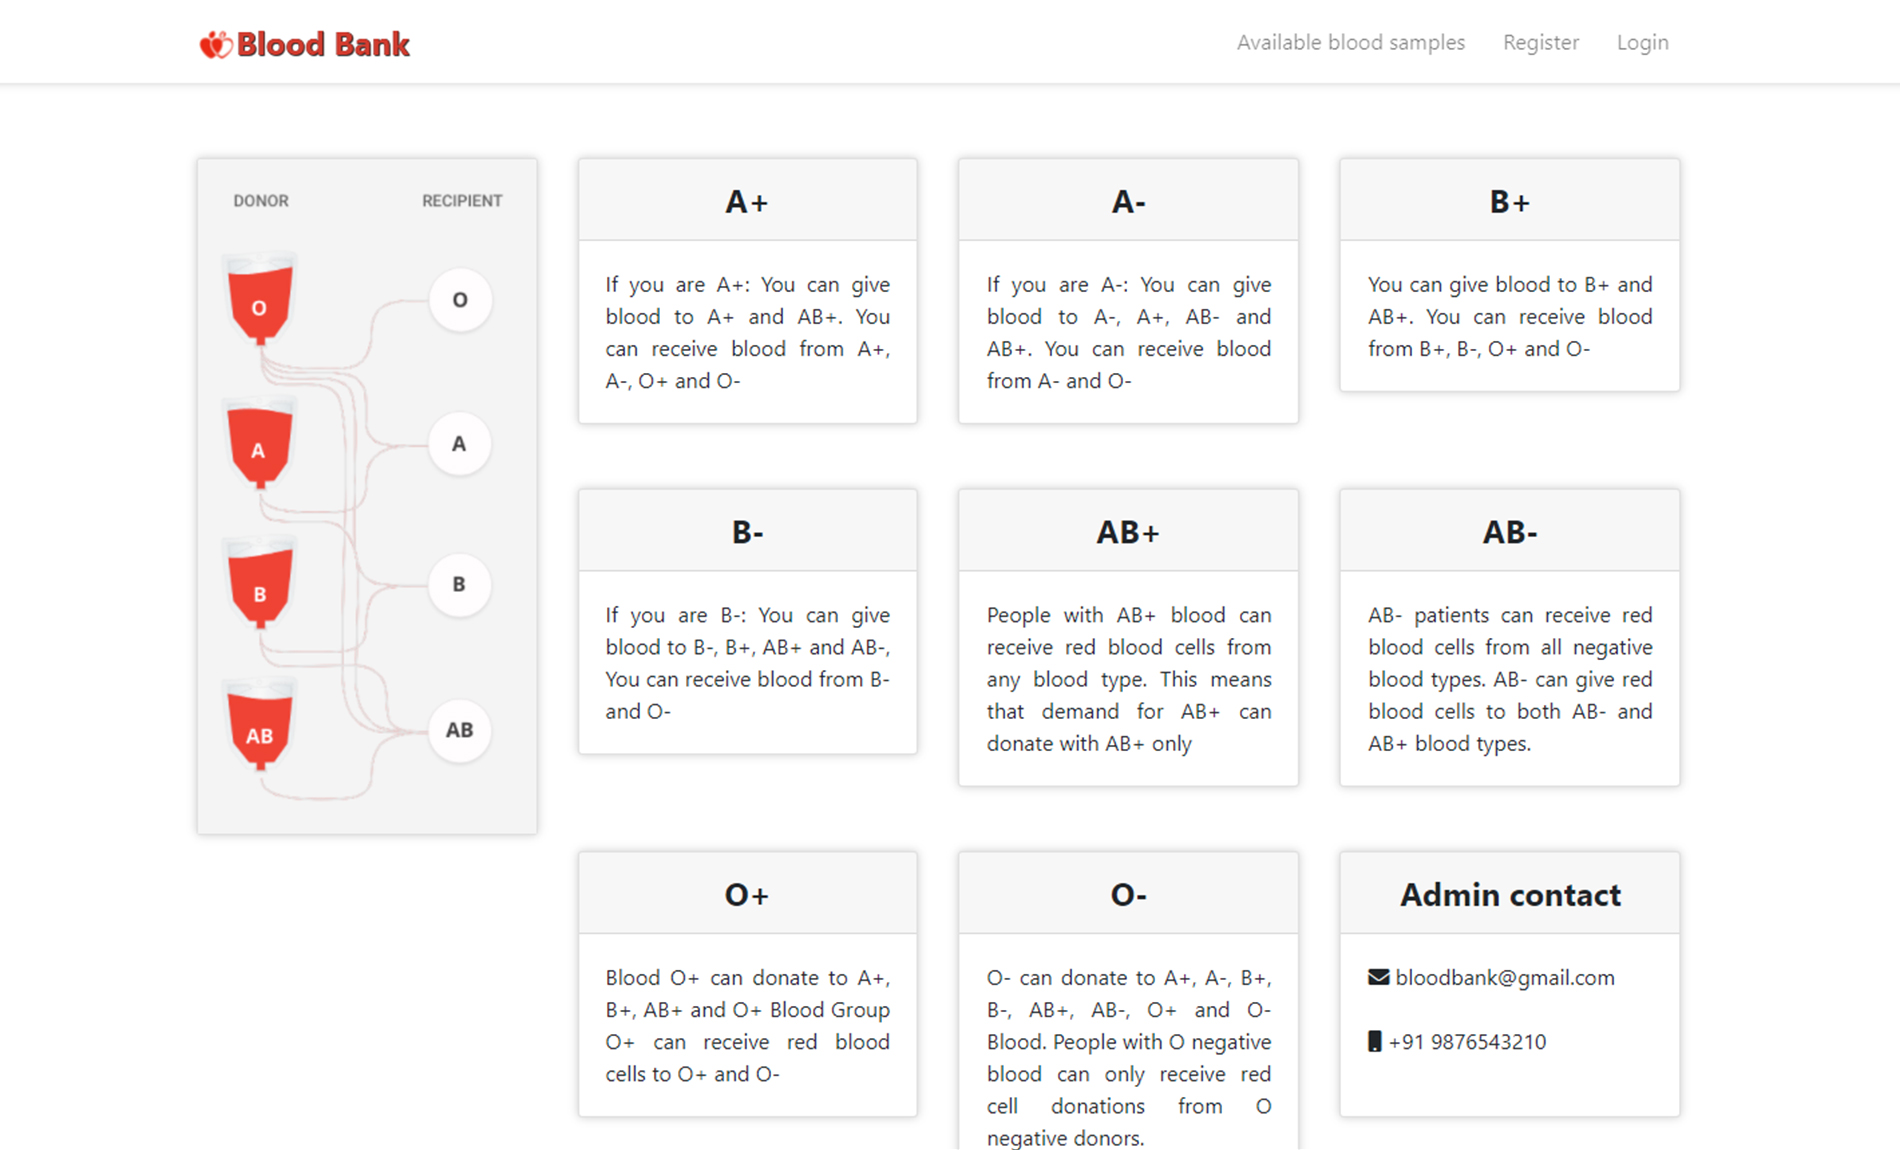 Blood Bank
Available blood samples
Register
Login
DONOR
RECIPIENT
O
O
A
A
B
B
AB
AB
A+
If you are A+: You can give
blood to A+ and AB+. You
can receive blood from A+,
A-, O+ and O-
A-
If you are A-: You can give
blood to A-, A+, AB- and
AB+. You can receive blood
from A- and O-
B+
You can give blood to B+ and
AB+. You can receive blood
from B+, B-, O+ and O-
B-
If you are B-: You can give
blood to B-, B+, AB+ and AB-,
You can receive blood from B-
and O-
AB+
People with AB+ blood can
receive red blood cells from
any blood type. This means
that demand for AB+ can
donate with AB+ only
AB-
AB- patients can receive red
blood cells from all negative
blood types. AB- can give red
blood cells to both AB- and
AB+ blood types.
O+
Blood O+ can donate to A+,
B+, AB+ and O+ Blood Group
O+ can receive red blood
cells to O+ and O-
O-
O- can donate to A+, A-, B+,
B-, AB+, AB-, O+ and O-
Blood. People with O negative
blood can only receive red
cell donations from O
negative donors.
Admin contact
bloodbank@gmail.com
+91 9876543210